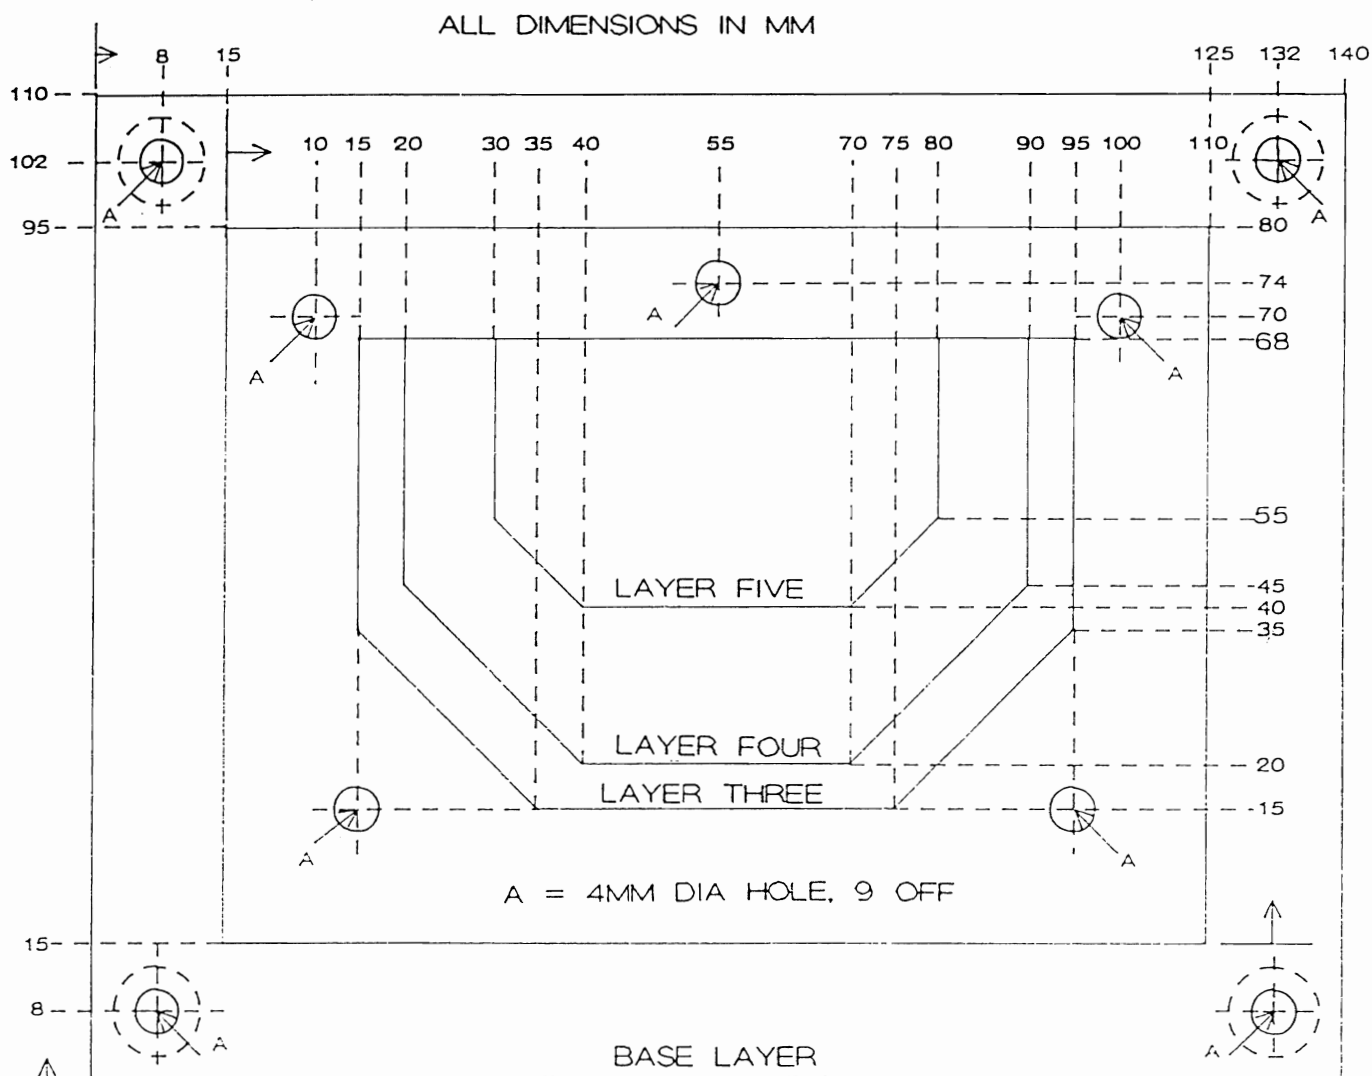 ALL DIMENSIONS IN MM
8 15 125 132 140
110
10 15 20 30 35 40 55 70 75 80 90 95 100 110
102
A A
95 80
74
A 70
68
A A
55
LAYER FIVE 45
40
35
LAYER FOUR 20
LAYER THREE 15
A A
A = 4MM DIA HOLE, 9 OFF
15
8
A A
BASE LAYER